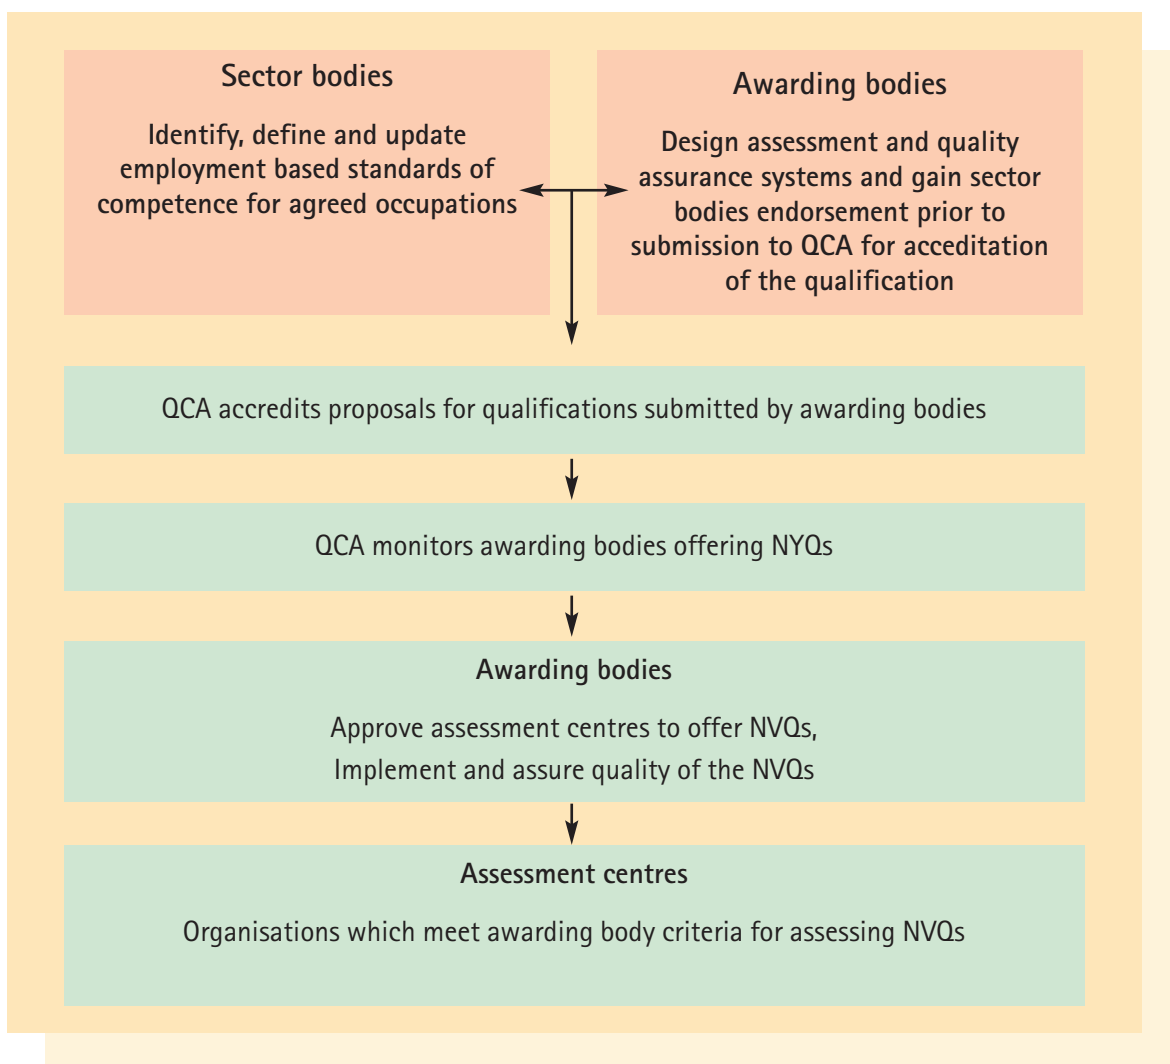 Sector bodies
Identify, define and update
employment based standards of
competence for agreed occupations
Awarding bodies
Design assessment and quality
assurance systems and gain sector
bodies endorsement prior to
submission to QCA for acceditation
of the qualification
QCA accredits proposals for qualifications submitted by awarding bodies
QCA monitors awarding bodies offering NYQs
Awarding bodies
Approve assessment centres to offer NVQs,
Implement and assure quality of the NVQs
Assessment centres
Organisations which meet awarding body criteria for assessing NVQs